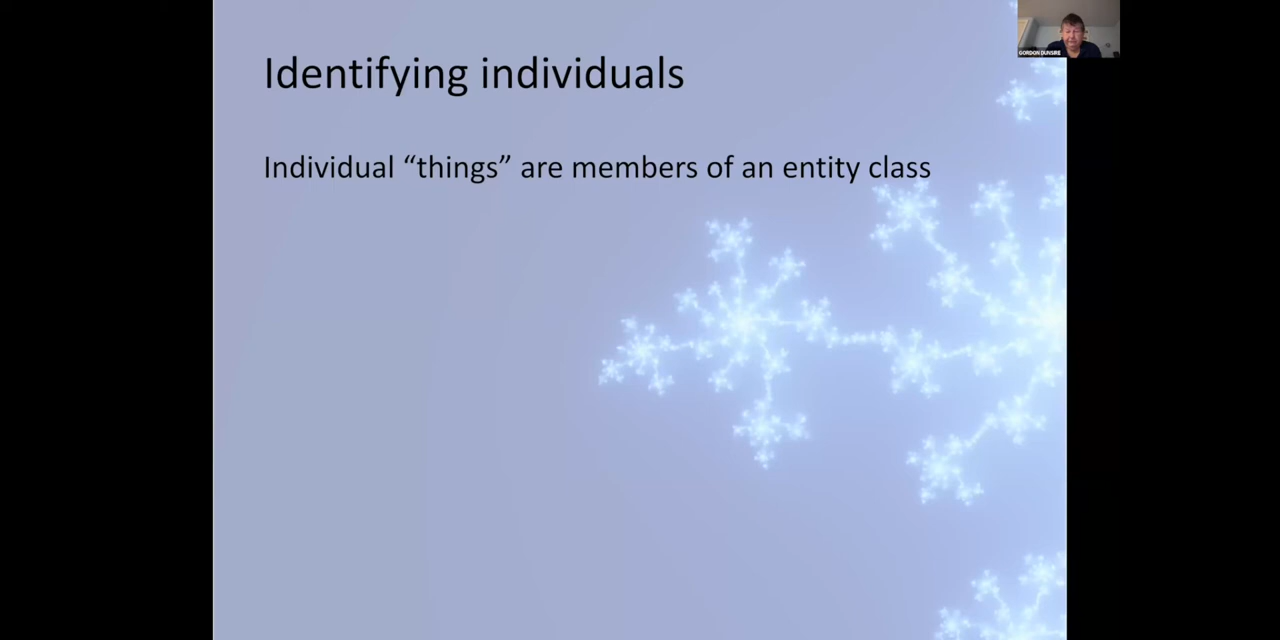 Identifying individuals
Individual “things” are members of an entity class
GORDON DUNSIRE